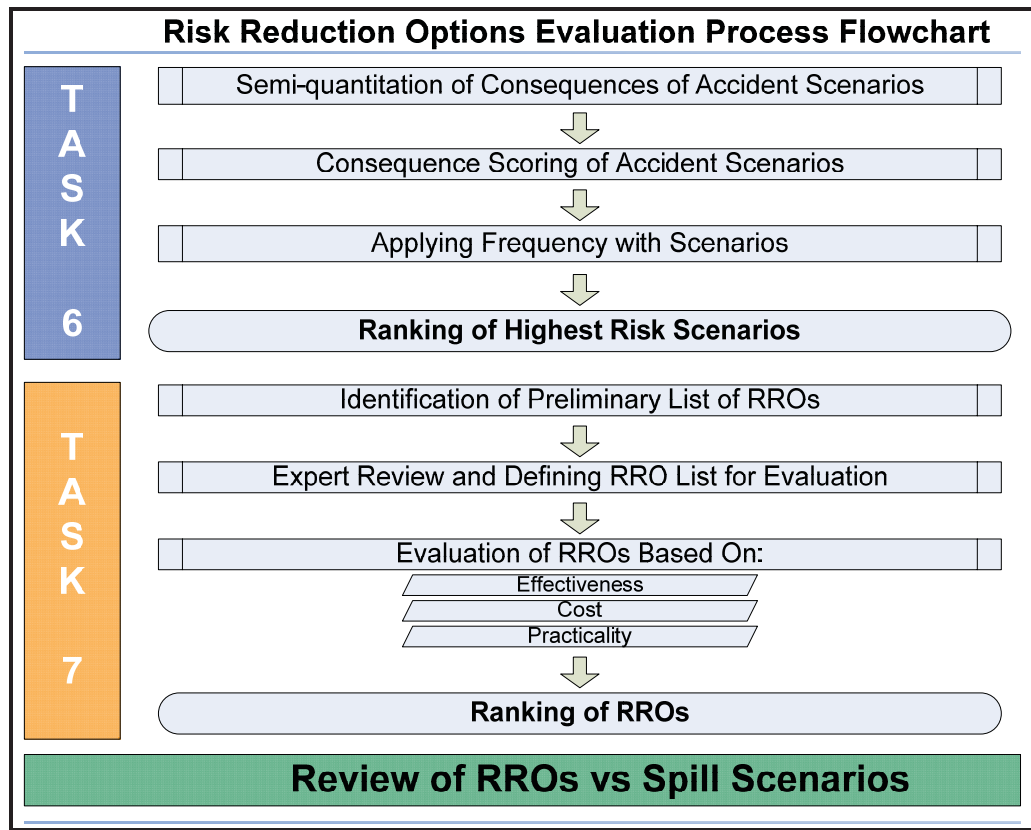 Risk Reduction Options Evaluation Process Flowchart
TASK 6
Semi-quantitation of Consequences of Accident Scenarios
Consequence Scoring of Accident Scenarios
Applying Frequency with Scenarios
Ranking of Highest Risk Scenarios
TASK 7
Identification of Preliminary List of RROs
Expert Review and Defining RRO List for Evaluation
Evaluation of RROs Based On:
Effectiveness
Cost
Practicality
Ranking of RROs
Review of RROs vs Spill Scenarios